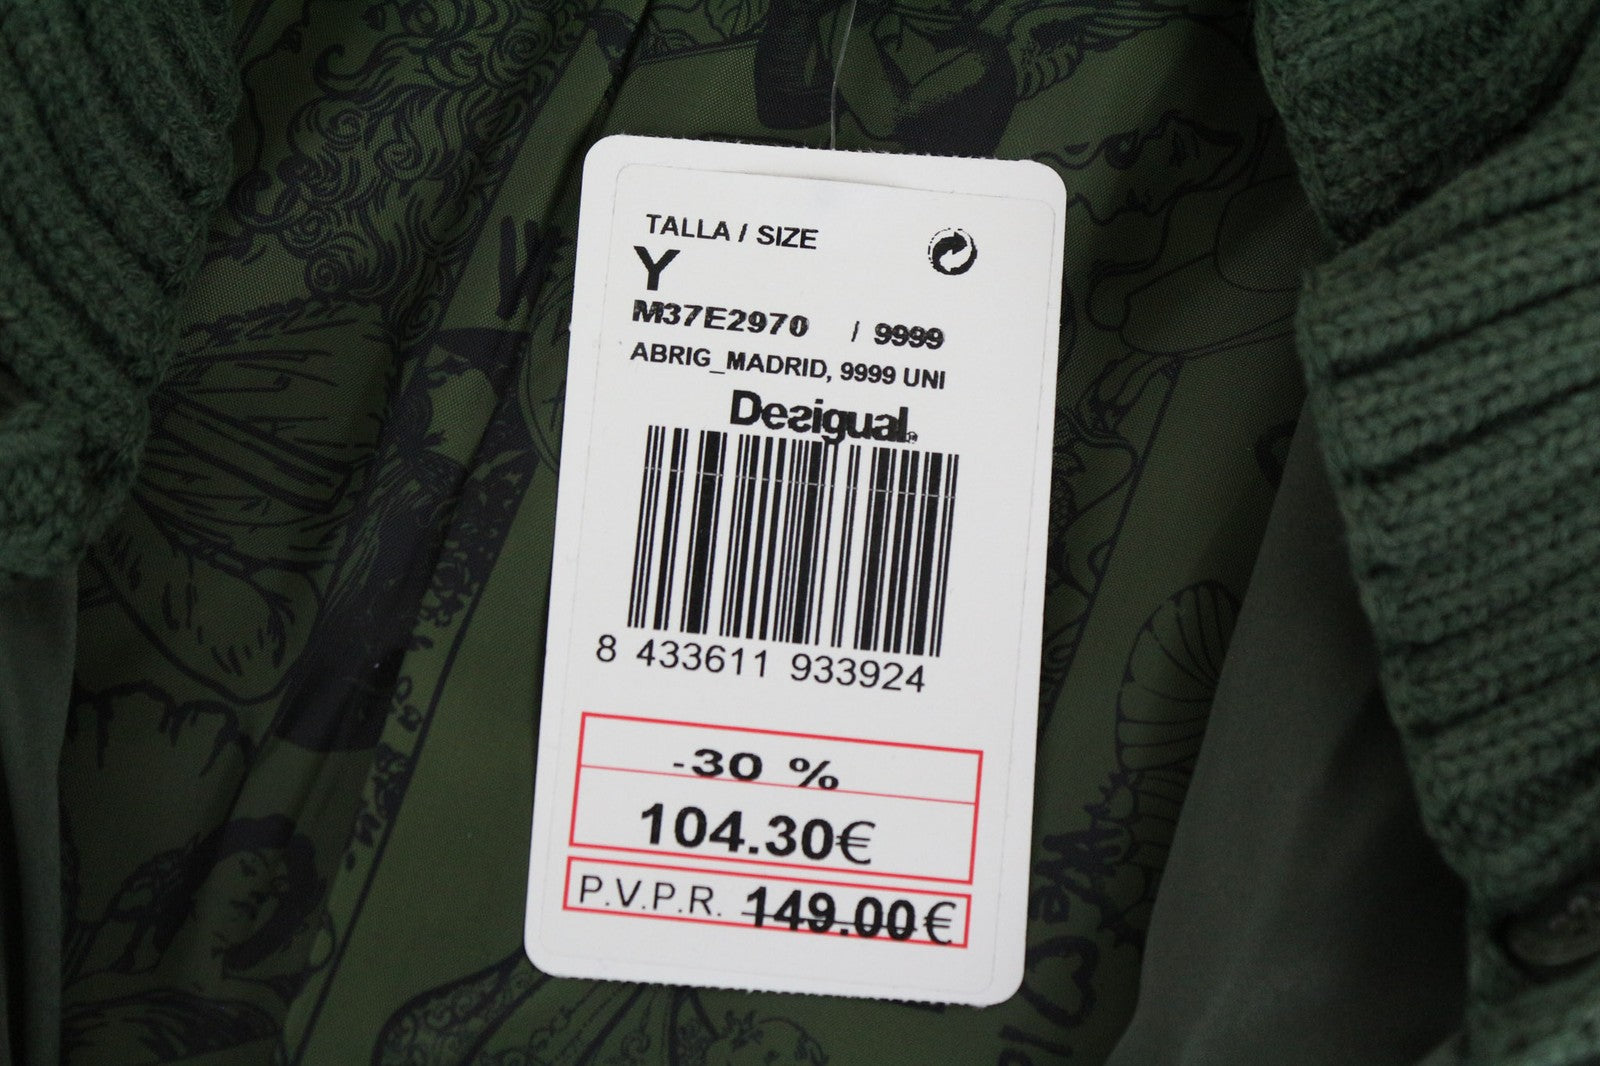 TALLA / SIZE
Y
M37E2970 / 9999
ABRIG_MADRID, 9999 UNI
Desigual®
8 433611 933924
-30 %
104.30€
P.V.P.R. 149.00€